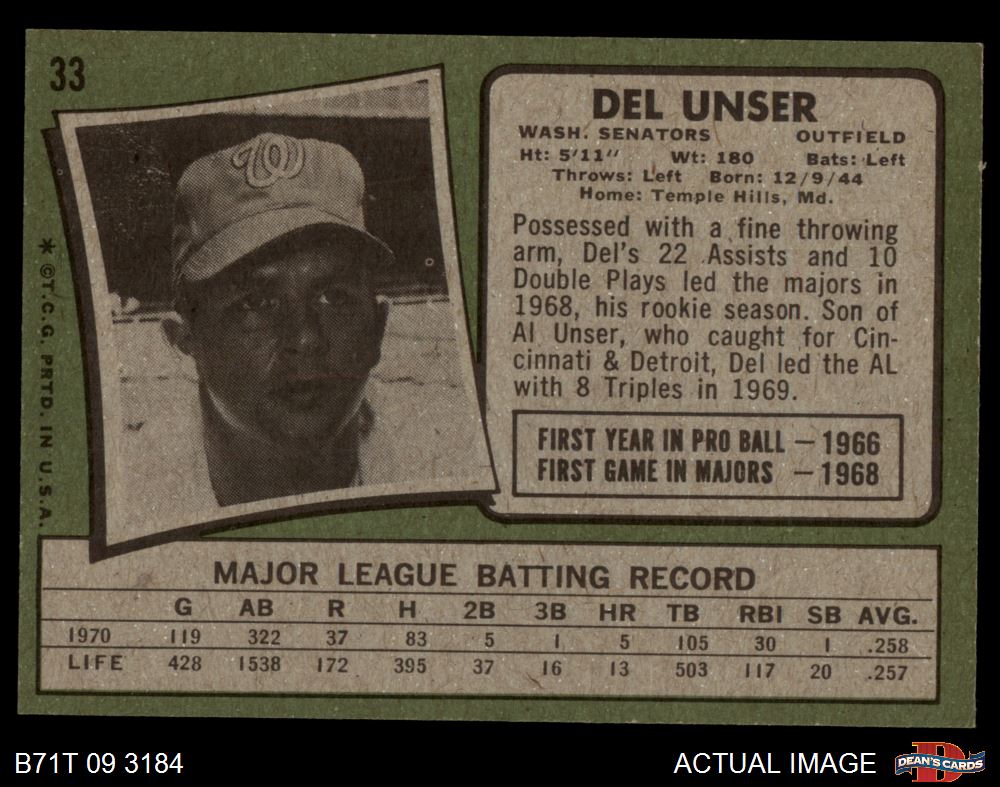 33
W
DEL UNSER
WASH. SENATORS OUTFIELD
Ht: 5'11" Wt: 180 Bats: Left
Throws: Left Born: 12/9/44
Home: Temple Hills, Md.
Possessed with a fine throwing
arm, Del's 22 Assists and 10
Double Plays led the majors in
1968, his rookie season. Son of
Al Unser, who caught for Cin-
cinnati & Detroit, Del led the AL
with 8 Triples in 1969.
FIRST YEAR IN PRO BALL — 1966
FIRST GAME IN MAJORS — 1968
* ©T.C.G. PRTD. IN U.S.A.
MAJOR LEAGUE BATTING RECORD
G AB R H 2B 3B HR TB RBI SB AVG.
1970 119 322 37 83 5 1 5 105 30 1 .258
LIFE 428 1538 172 395 37 16 13 503 117 20 .257
B71T 09 3184 ACTUAL IMAGE
D
DEAN'S CARDS